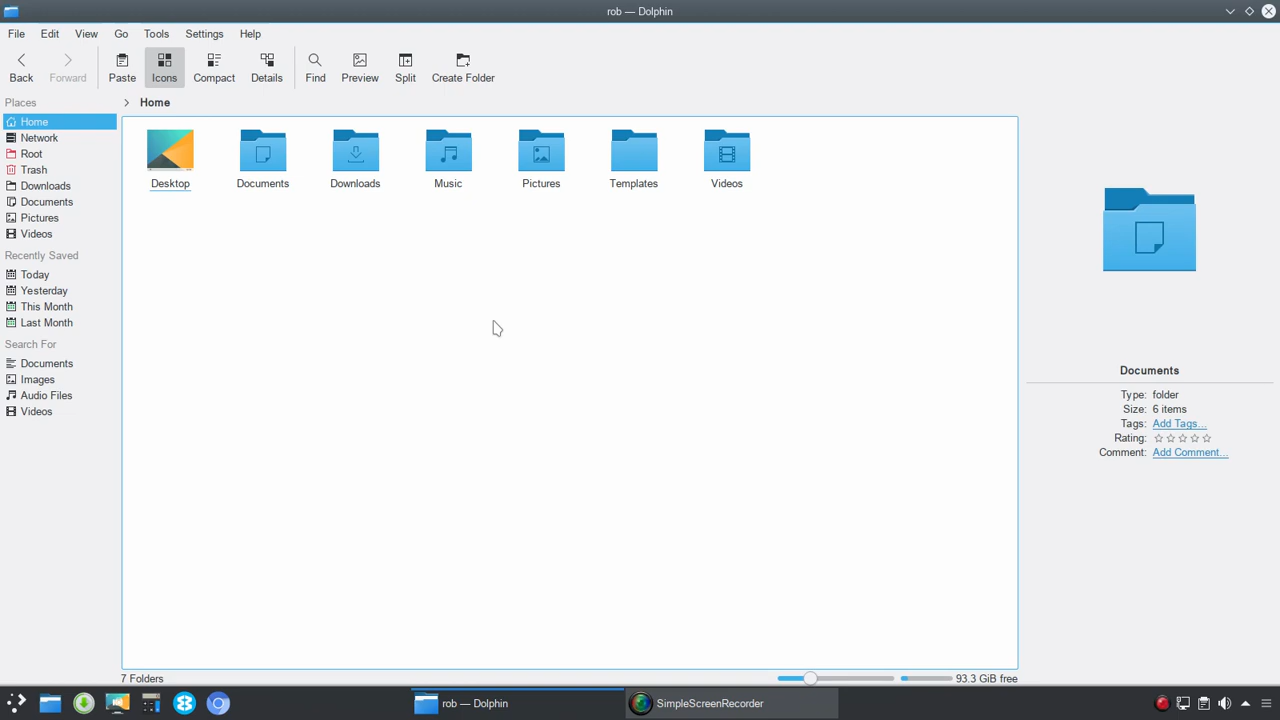 rob — Dolphin
File Edit View Go Tools Settings Help
Back Forward Paste Icons Compact Details Find Preview Split Create Folder
Places
Home
Network
Root
Trash
Downloads
Documents
Pictures
Videos
Recently Saved
Today
Yesterday
This Month
Last Month
Search For
Documents
Images
Audio Files
Videos
Home
Desktop Documents Downloads Music Pictures Templates Videos
Documents
Type: folder
Size: 6 items
Tags: Add Tags...
Rating:
Comment: Add Comment...
7 Folders
93.3 GiB free
rob — Dolphin
SimpleScreenRecorder